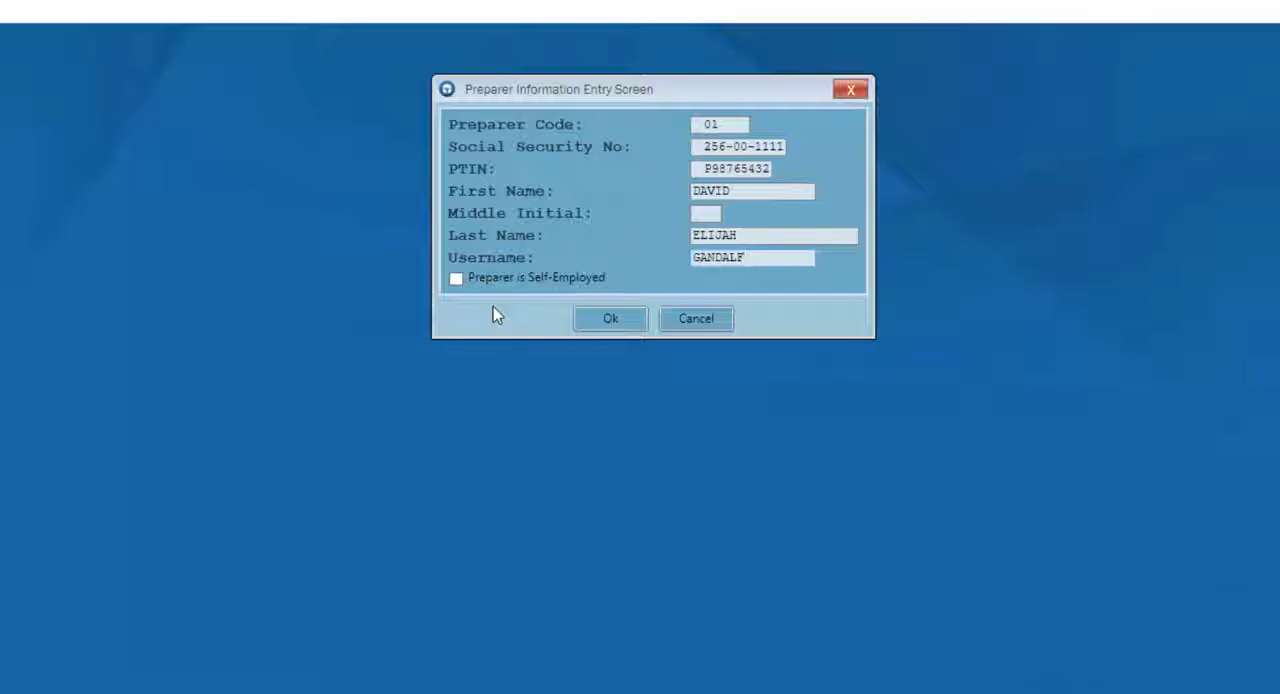 Preparer Information Entry Screen
X
Preparer Code: 01
Social Security No: 256-00-1111
PTIN: P98765432
First Name: DAVID
Middle Initial:
Last Name: ELIJAH
Username: GANDALF
Preparer is Self-Employed
Ok Cancel